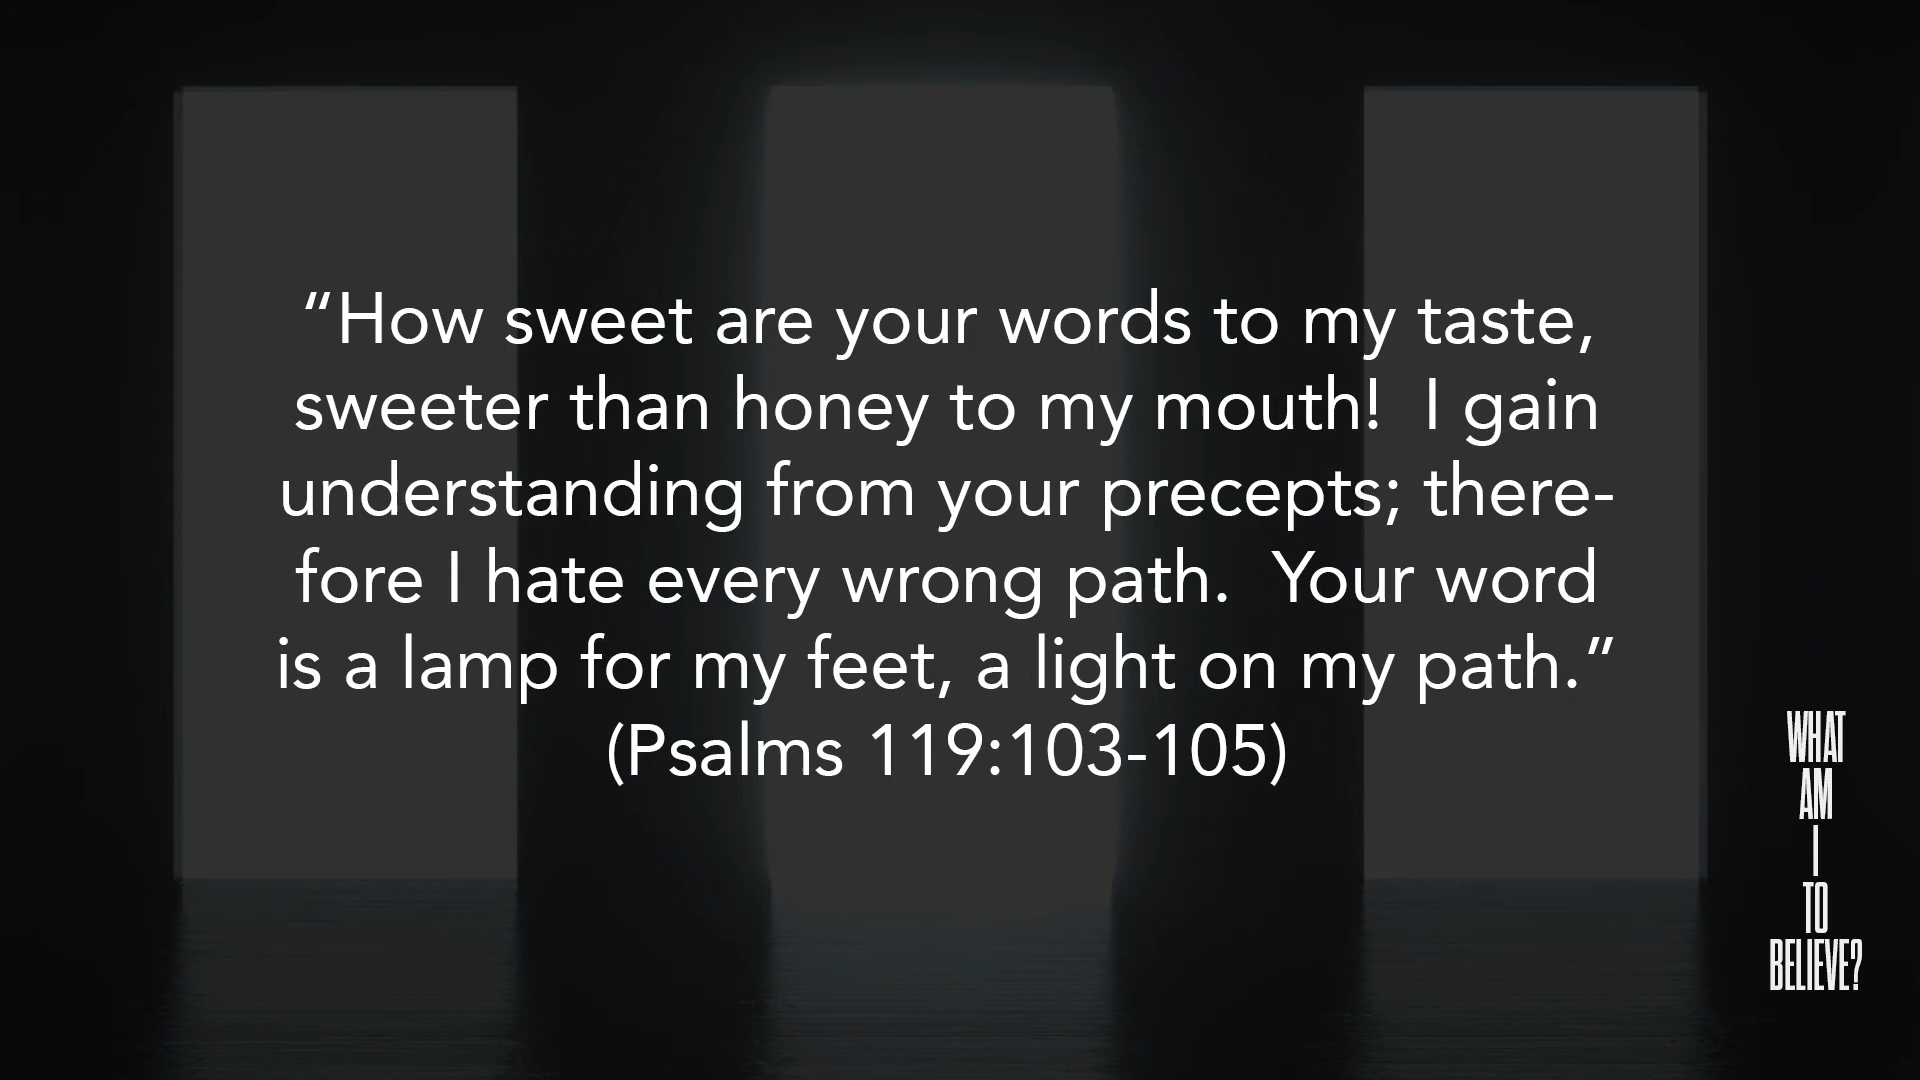 “How sweet are your words to my taste,
sweeter than honey to my mouth!  I gain
understanding from your precepts; there-
fore I hate every wrong path.  Your word
is a lamp for my feet, a light on my path.”
(Psalms 119:103-105)
WHAT
AM
I
TO
BELIEVE?